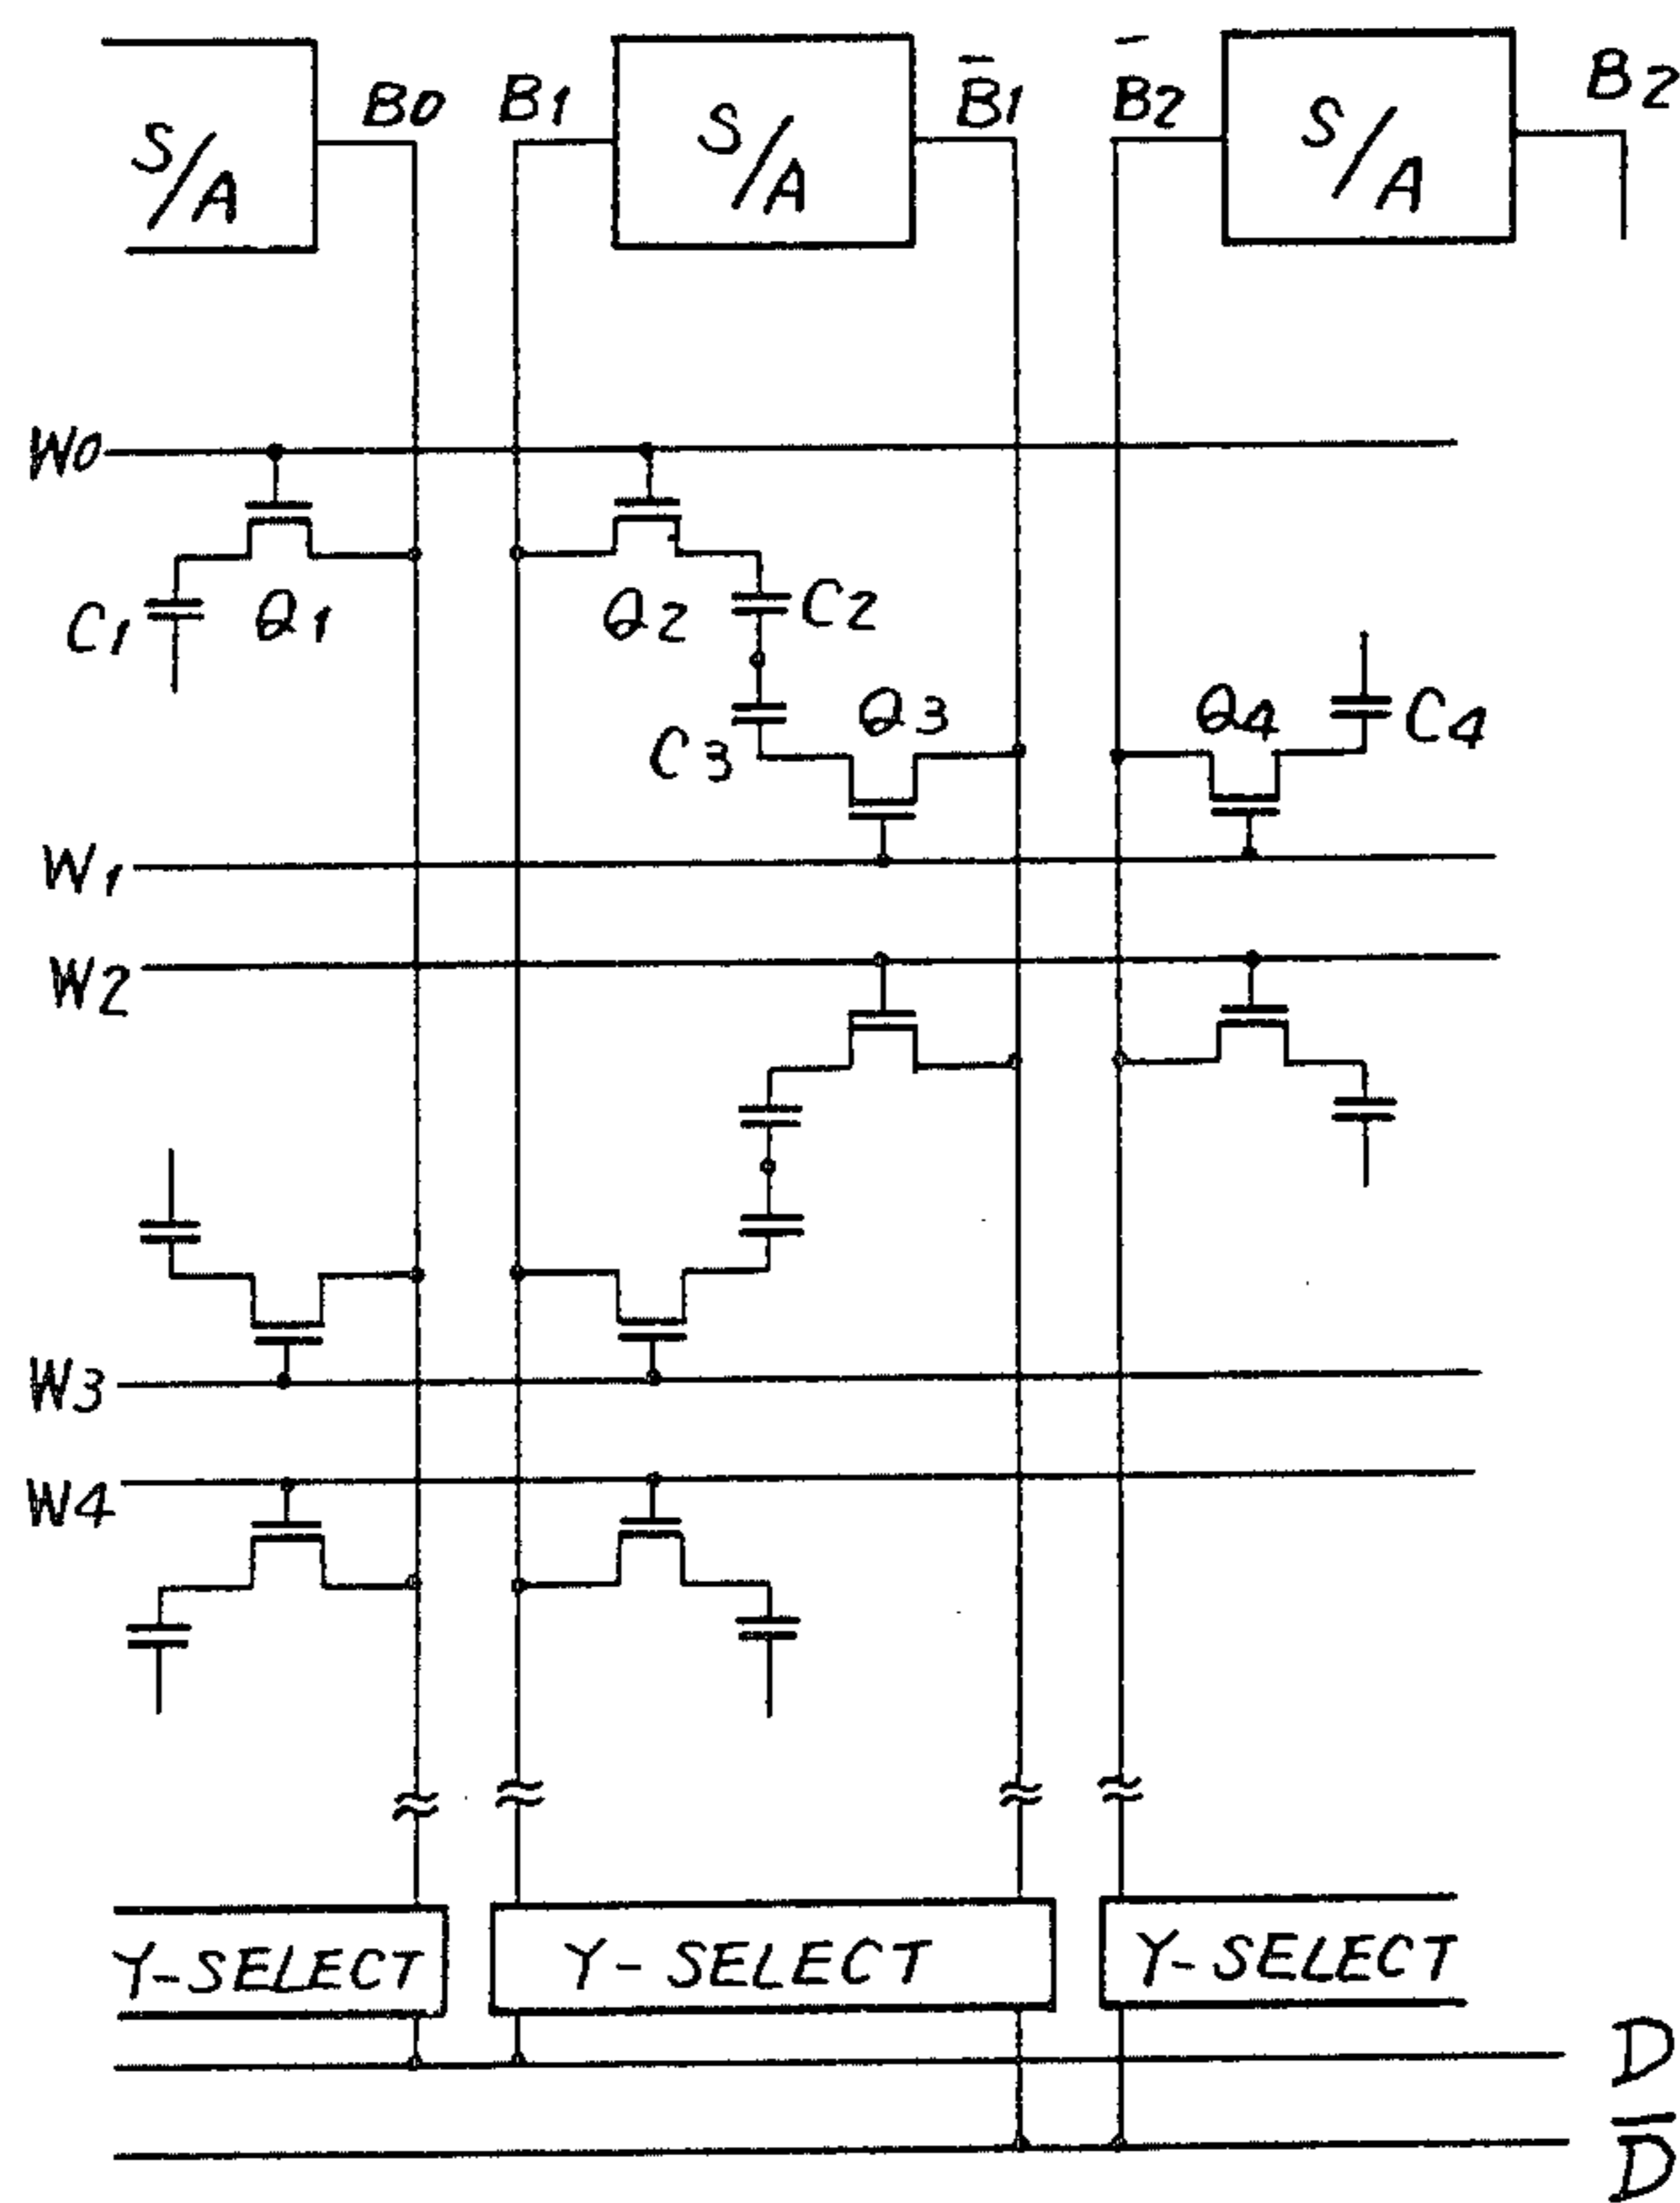 S/A B0 B1 S/A B̅1 B̅2 S/A B2
W0
C1 Q1 Q2 C2
C3 Q3 Q4 C4
W1
W2
W3
W4
Y-SELECT Y-SELECT Y-SELECT
D
D̅